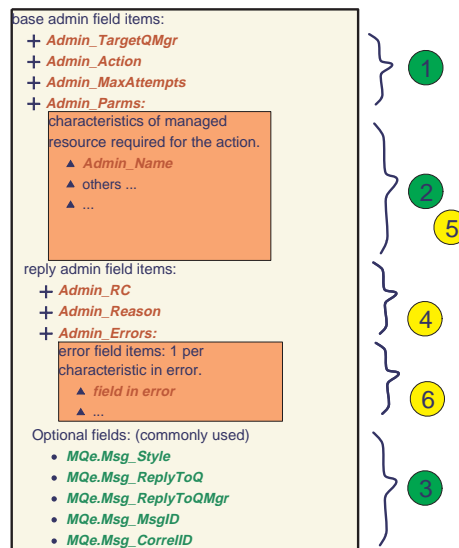 base admin field items:
+ Admin_TargetQMgr
+ Admin_Action
+ Admin_MaxAttempts
+ Admin_Parms:
1
characteristics of managed
resource required for the action.
▲ Admin_Name
▲ others ...
▲ ...
2
5
reply admin field items:
+ Admin_RC
+ Admin_Reason
+ Admin_Errors:
4
error field items: 1 per
characteristic in error.
▲ field in error
▲ ...
6
Optional fields: (commonly used)
• MQe.Msg_Style
• MQe.Msg_ReplyToQ
• MQe.Msg_ReplyToQMgr
• MQe.Msg_MsgID
• MQe.Msg_CorrelID
3